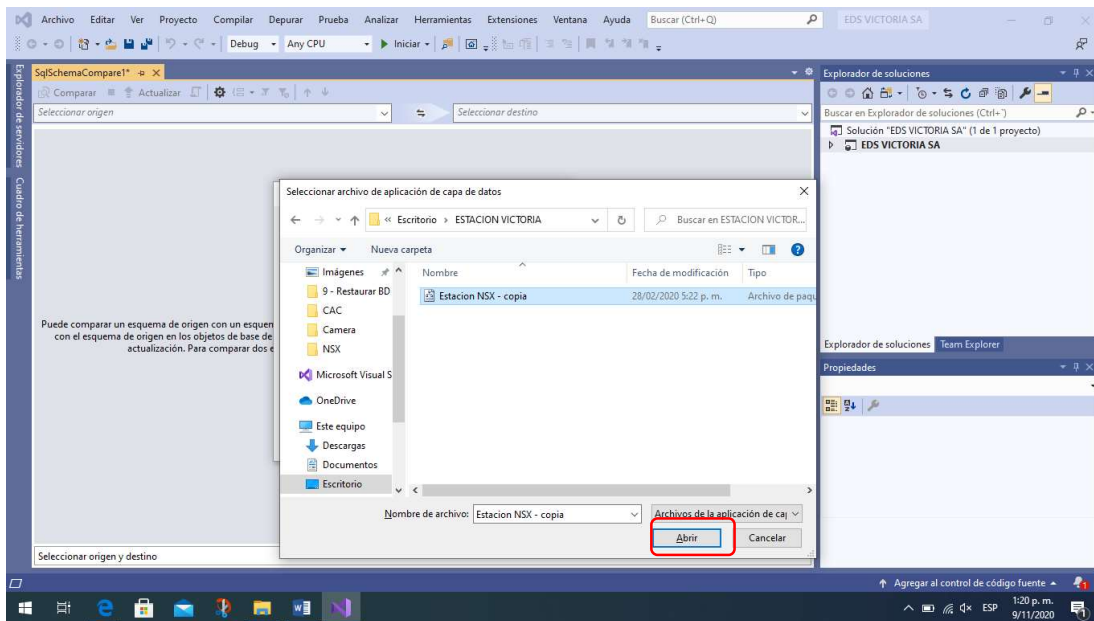 Archivo Editar Ver Proyecto Compilar Depurar Prueba Analizar Herramientas Extensiones Ventana Ayuda Buscar (Ctrl+Q) EDS VICTORIA SA
Debug Any CPU Iniciar
SqlSchemaCompare1*
Comparar Actualizar
Seleccionar origen
Seleccionar destino
Explorador de servidores
Cuadro de herramientas
Puede comparar un esquema de origen con un esquen
con el esquema de origen en los objetos de base de
actualización. Para comparar dos e
Seleccionar archivo de aplicación de capa de datos
« Escritorio › ESTACION VICTORIA
Buscar en ESTACION VICTOR...
Organizar Nueva carpeta
Nombre Fecha de modificación Tipo
Estacion NSX - copia 28/02/2020 5:22 p. m. Archivo de paqu
Imágenes
9 - Restaurar BD
CAC
Camera
NSX
Microsoft Visual S
OneDrive
Este equipo
Descargas
Documentos
Escritorio
Nombre de archivo: Estacion NSX - copia
Archivos de la aplicación de caj
Abrir Cancelar
Seleccionar origen y destino
Explorador de soluciones
Buscar en Explorador de soluciones (Ctrl+´)
Solución "EDS VICTORIA SA" (1 de 1 proyecto)
EDS VICTORIA SA
Explorador de soluciones Team Explorer
Propiedades
Agregar al control de código fuente
1
ESP
1:20 p. m.
9/11/2020